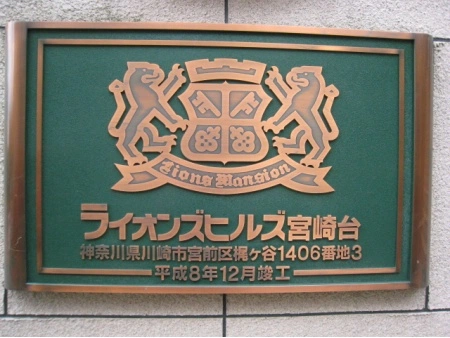 Lions Mansion
ライオンズヒルズ宮崎台
神奈川県川崎市宮前区梶ヶ谷1406番地3
平成8年12月竣工